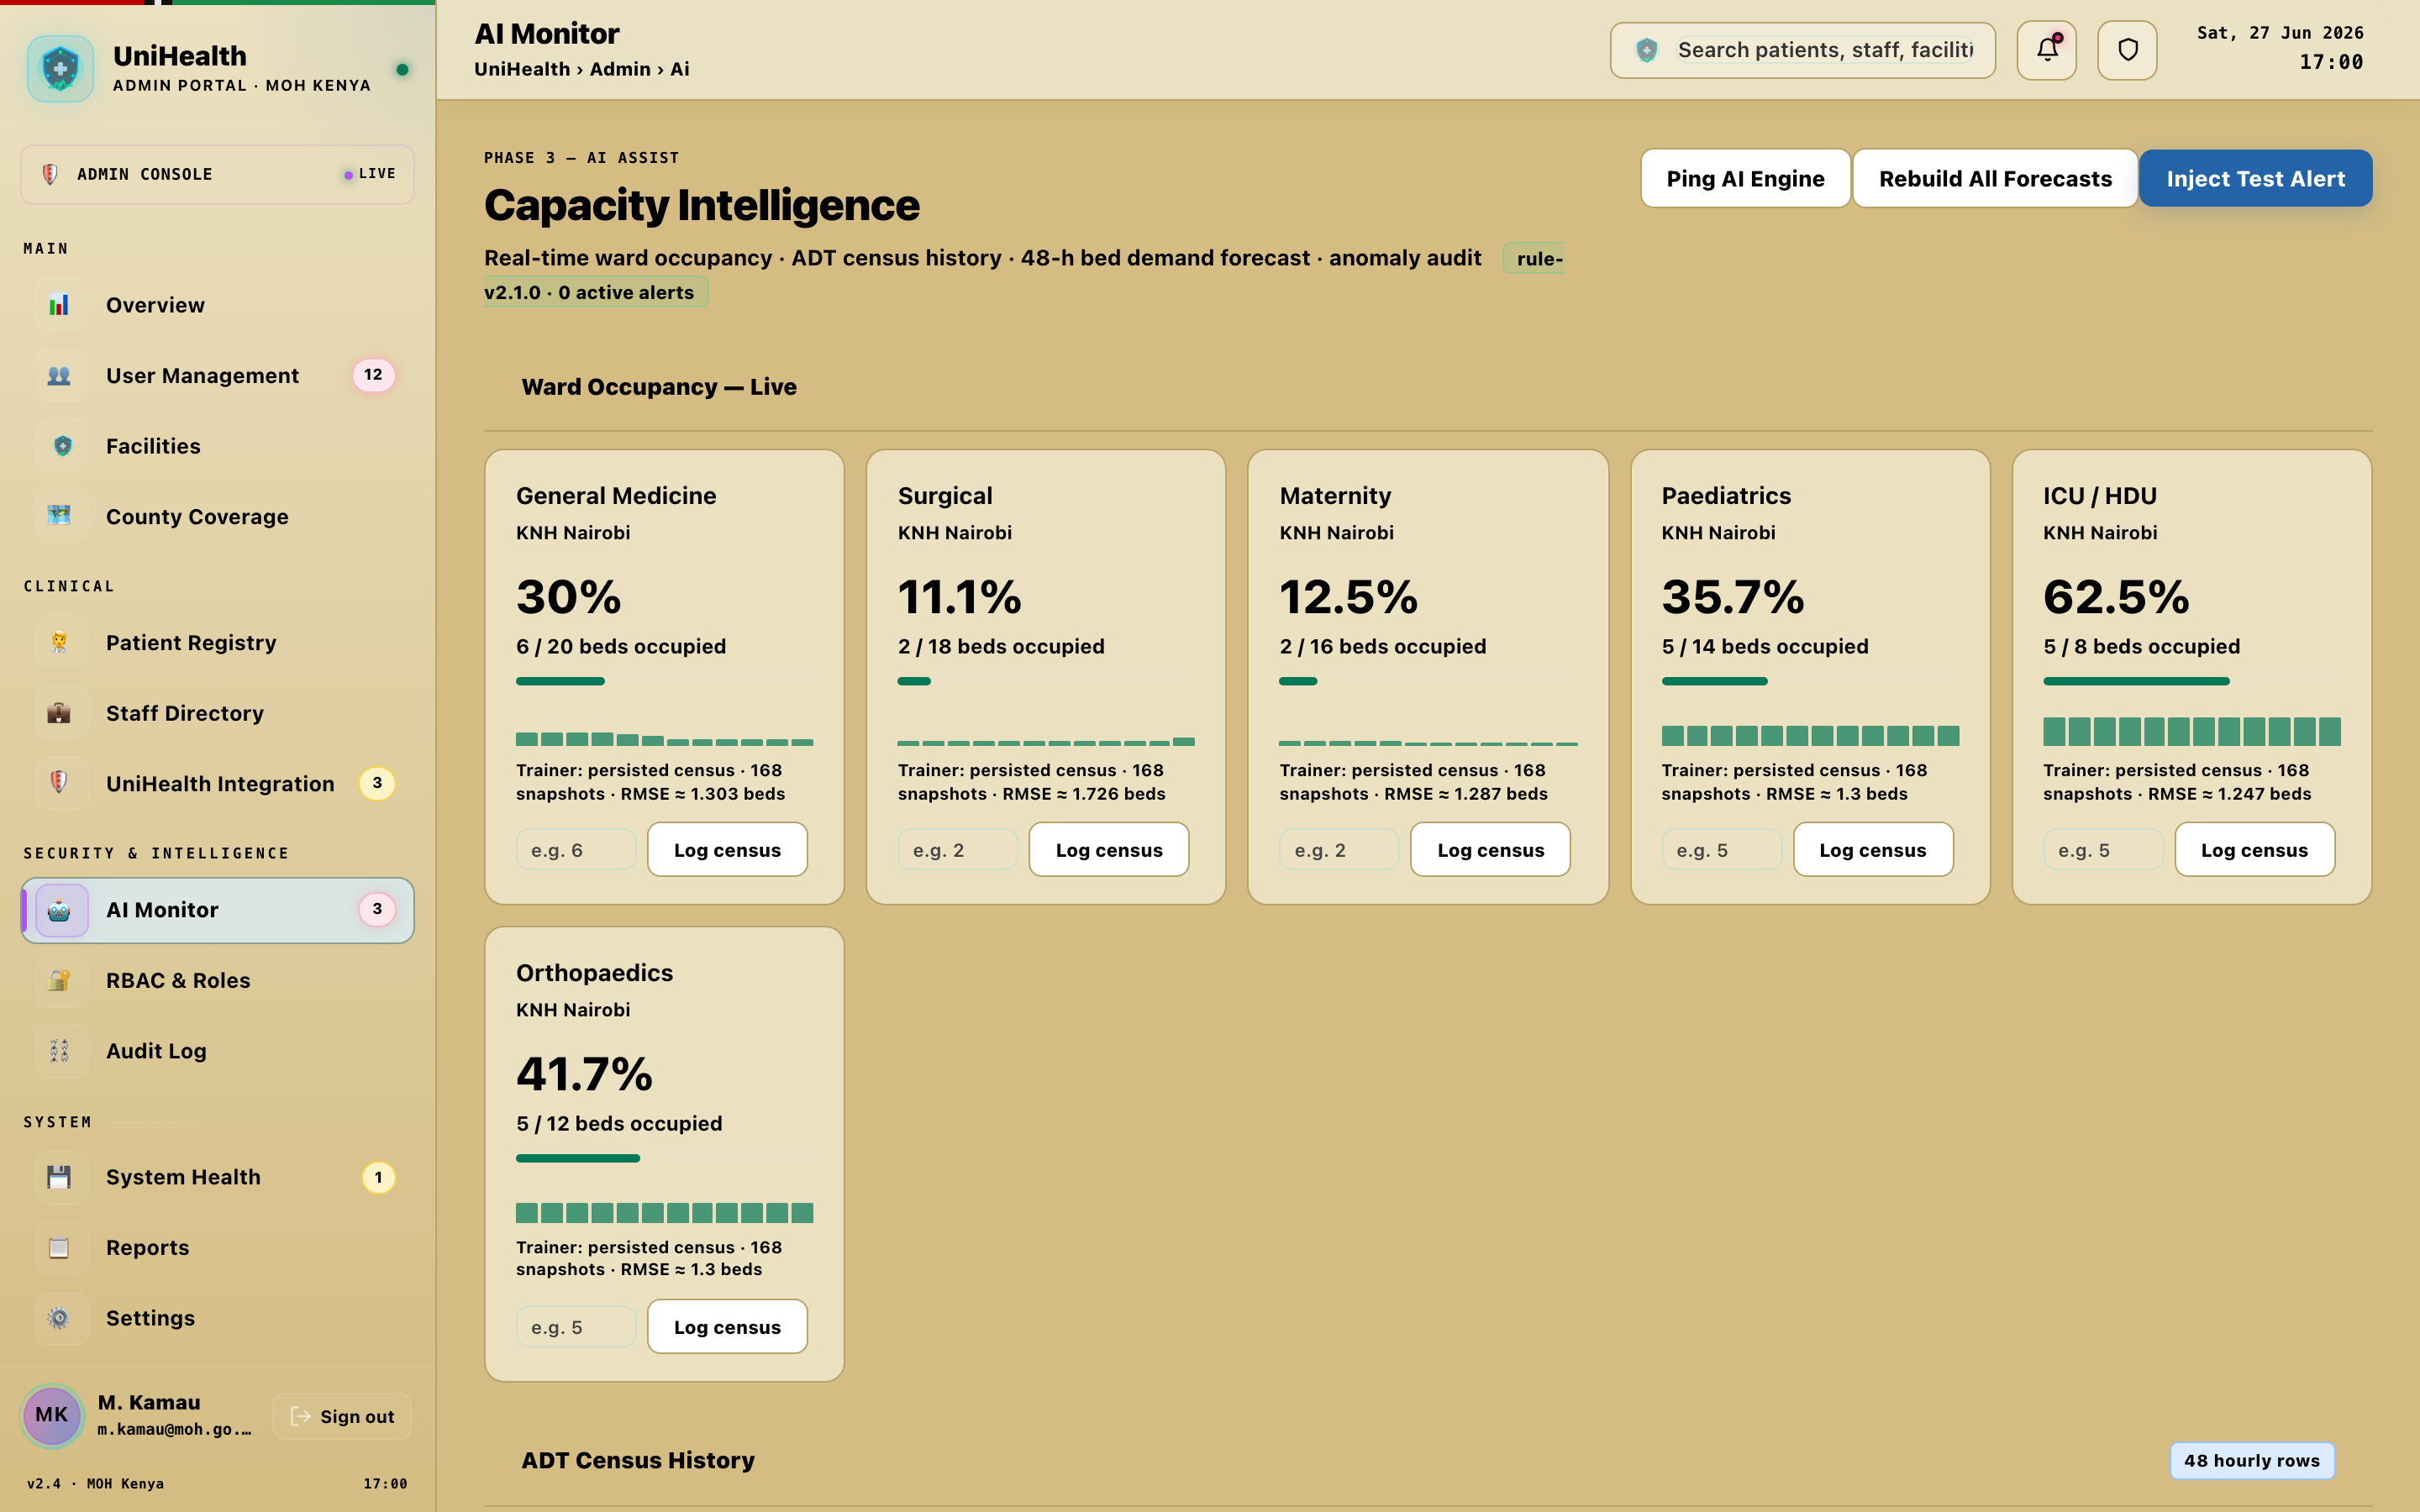 UniHealth
ADMIN PORTAL · MOH KENYA
ADMIN CONSOLE
LIVE
MAIN
Overview
User Management
12
Facilities
County Coverage
CLINICAL
Patient Registry
Staff Directory
UniHealth Integration
3
SECURITY & INTELLIGENCE
AI Monitor
3
RBAC & Roles
Audit Log
SYSTEM
System Health
1
Reports
Settings
MK
M. Kamau
m.kamau@moh.go.…
Sign out
v2.4 · MOH Kenya
17:00
AI Monitor
UniHealth › Admin › Ai
Search patients, staff, faciliti
Sat, 27 Jun 2026
17:00
PHASE 3 — AI ASSIST
Capacity Intelligence
Real-time ward occupancy · ADT census history · 48-h bed demand forecast · anomaly audit rule-
v2.1.0 · 0 active alerts
Ping AI Engine
Rebuild All Forecasts
Inject Test Alert
Ward Occupancy — Live
General Medicine
KNH Nairobi
30%
6 / 20 beds occupied
Trainer: persisted census · 168
snapshots · RMSE ≈ 1.303 beds
e.g. 6
Log census
Surgical
KNH Nairobi
11.1%
2 / 18 beds occupied
Trainer: persisted census · 168
snapshots · RMSE ≈ 1.726 beds
e.g. 2
Log census
Maternity
KNH Nairobi
12.5%
2 / 16 beds occupied
Trainer: persisted census · 168
snapshots · RMSE ≈ 1.287 beds
e.g. 2
Log census
Paediatrics
KNH Nairobi
35.7%
5 / 14 beds occupied
Trainer: persisted census · 168
snapshots · RMSE ≈ 1.3 beds
e.g. 5
Log census
ICU / HDU
KNH Nairobi
62.5%
5 / 8 beds occupied
Trainer: persisted census · 168
snapshots · RMSE ≈ 1.247 beds
e.g. 5
Log census
Orthopaedics
KNH Nairobi
41.7%
5 / 12 beds occupied
Trainer: persisted census · 168
snapshots · RMSE ≈ 1.3 beds
e.g. 5
Log census
ADT Census History
48 hourly rows